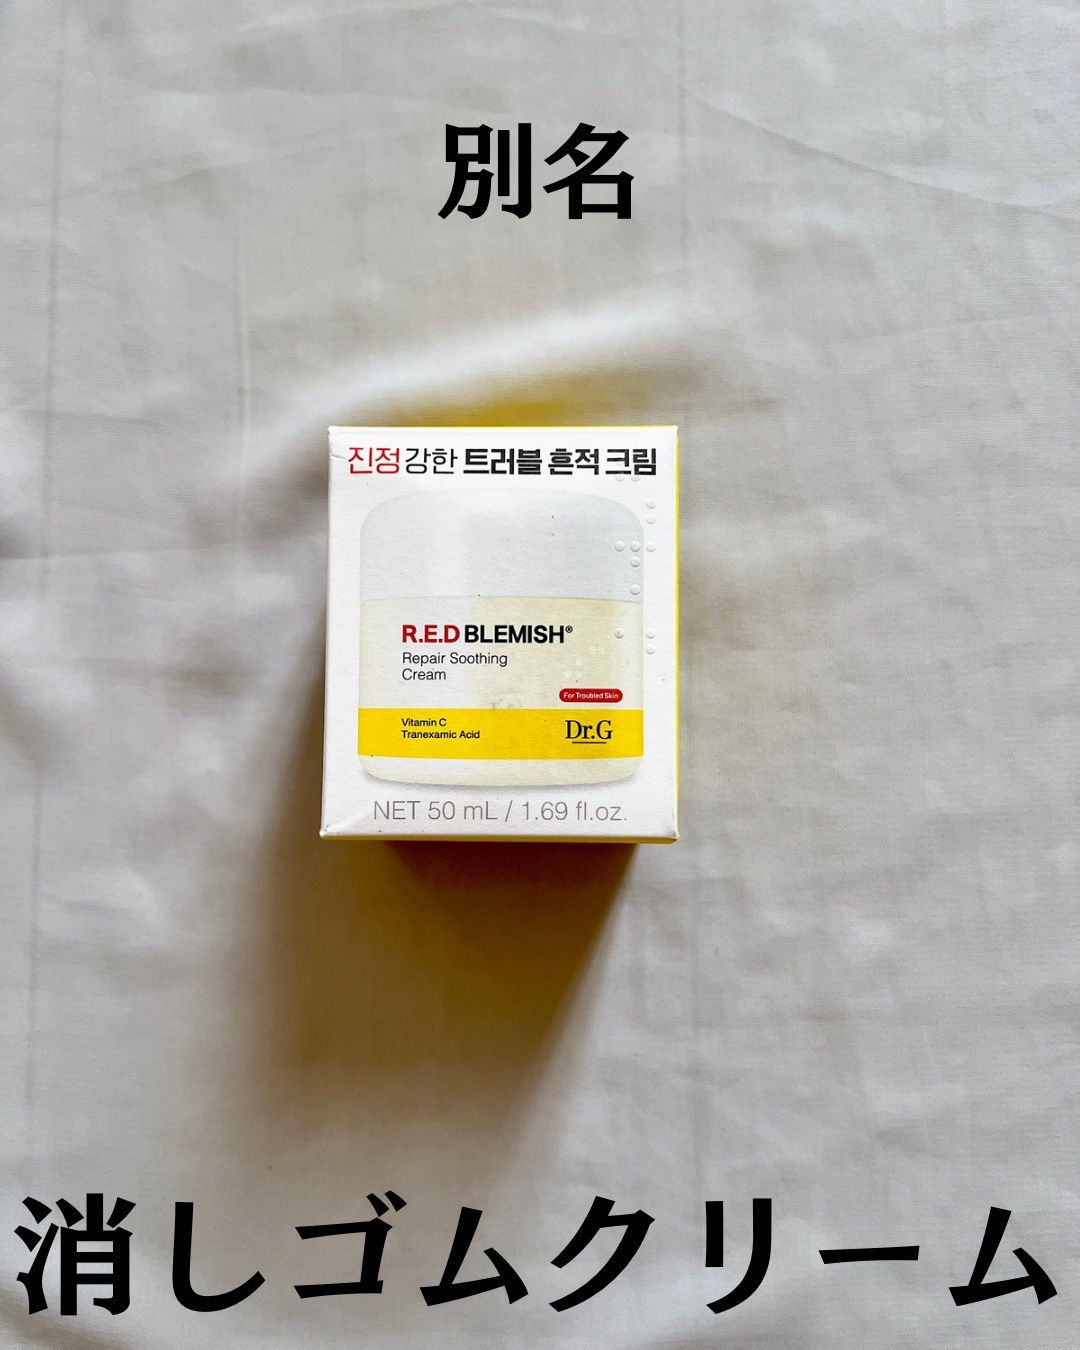 別名
진정 강한 트러블 흔적 크림
R.E.D BLEMISH®
Repair Soothing
Cream
For Troubled Skin
Vitamin C
Tranexamic Acid
Dr.G
NET 50 mL / 1.69 fl.oz.
消しゴムクリーム